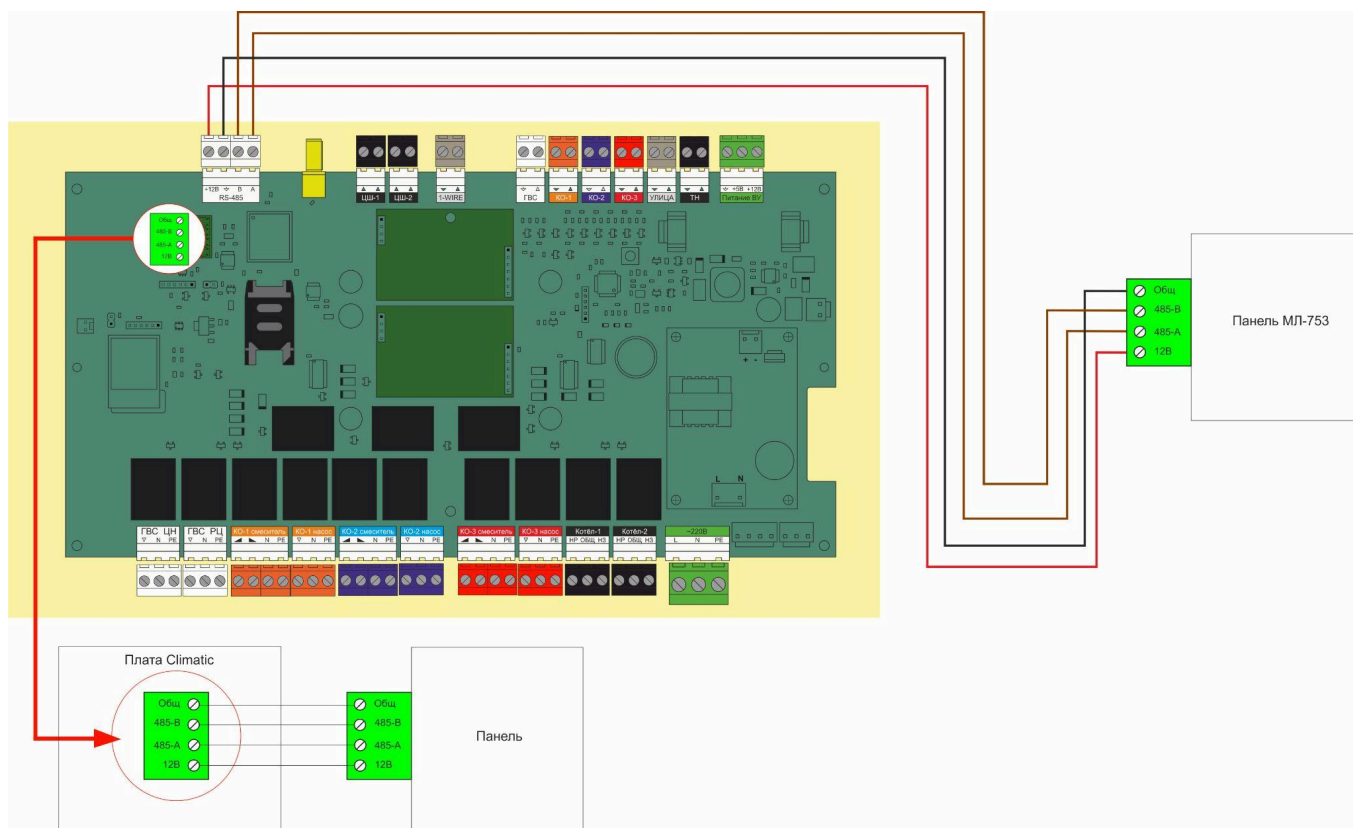 +12В B A
RS-485
ЦШ-1
ЦШ-2
1-WIRE
ГВС
КО-1
КО-2
КО-3
УЛИЦА
ТН
+5В +12В
Питание ВУ
Общ
485-В
485-А
12В
Общ
485-В
485-А
12В
Панель МЛ-753
+ -
L N
ГВС ЦН
N PE
ГВС РЦ
N PE
КО-1 смеситель
N PE
КО-1 насос
N PE
КО-2 смеситель
N PE
КО-2 насос
N PE
КО-3 смеситель
N PE
КО-3 насос
N PE
Котёл-1
НР ОБЩ НЗ
Котёл-2
НР ОБЩ НЗ
~220В
L N PE
Плата Climatic
Общ
485-В
485-А
12В
Общ
485-В
485-А
12В
Панель